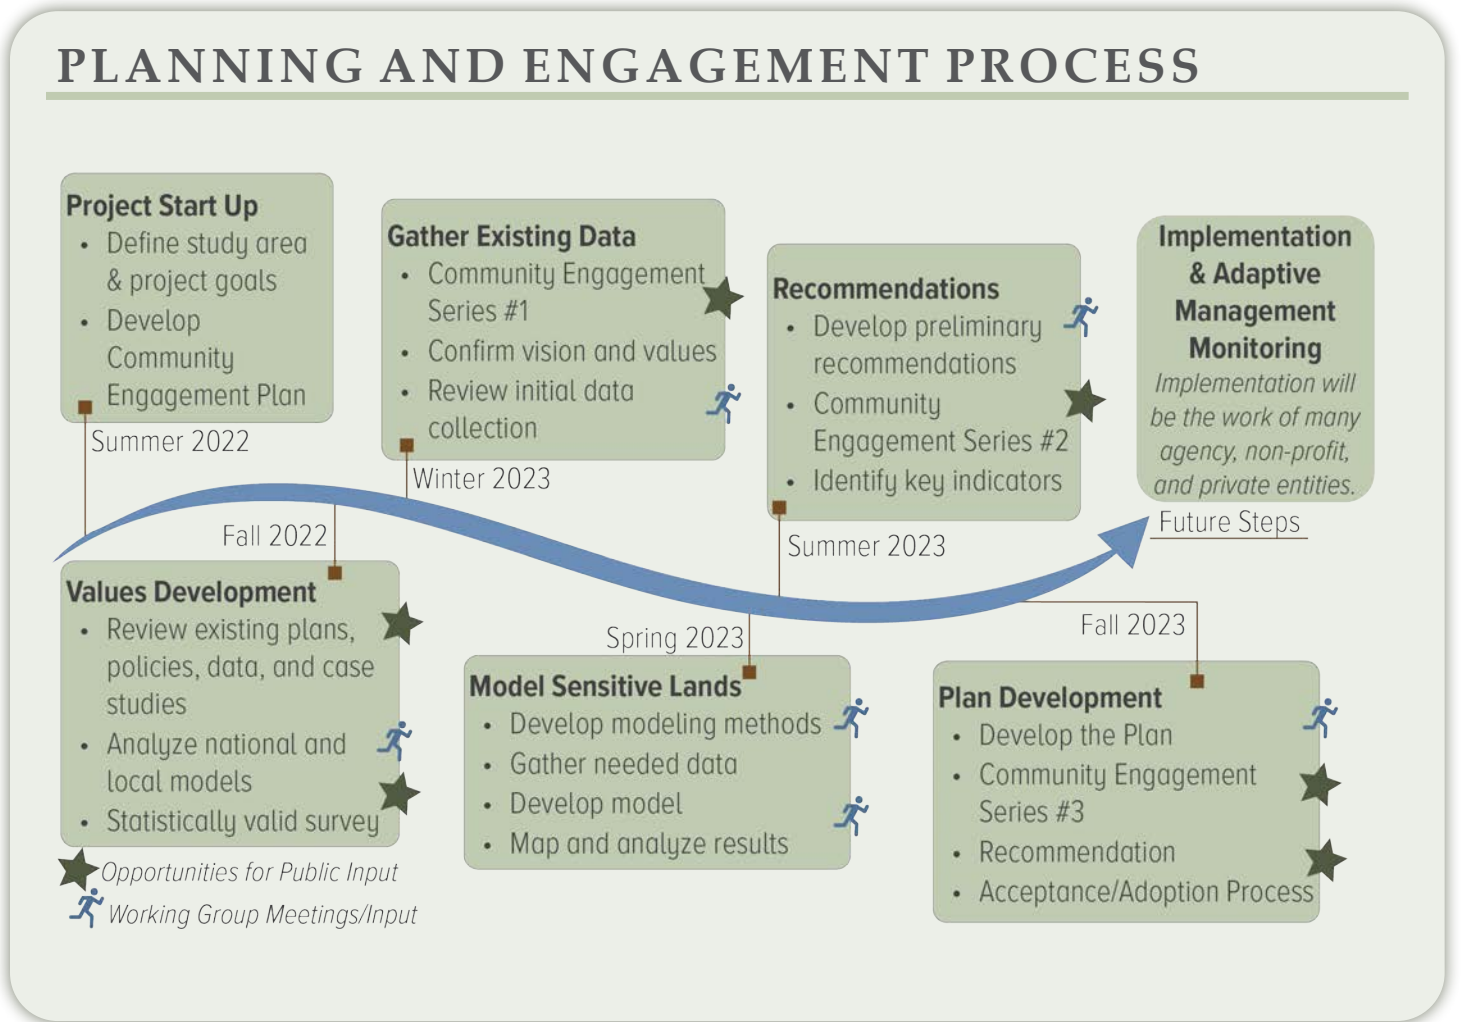 PLANNING AND ENGAGEMENT PROCESS
Project Start Up
• Define study area
& project goals
• Develop
Community
Engagement Plan
Summer 2022
Gather Existing Data
• Community Engagement
Series #1
• Confirm vision and values
• Review initial data
collection
Winter 2023
Recommendations
• Develop preliminary
recommendations
• Community
Engagement Series #2
• Identify key indicators
Summer 2023
Implementation
& Adaptive
Management
Monitoring
Implementation will
be the work of many
agency, non-profit,
and private entities.
Future Steps
Fall 2022
Values Development
• Review existing plans,
policies, data, and case
studies
• Analyze national and
local models
• Statistically valid survey
Spring 2023
Model Sensitive Lands
• Develop modeling methods
• Gather needed data
• Develop model
• Map and analyze results
Fall 2023
Plan Development
• Develop the Plan
• Community Engagement
Series #3
• Recommendation
• Acceptance/Adoption Process
Opportunities for Public Input
Working Group Meetings/Input